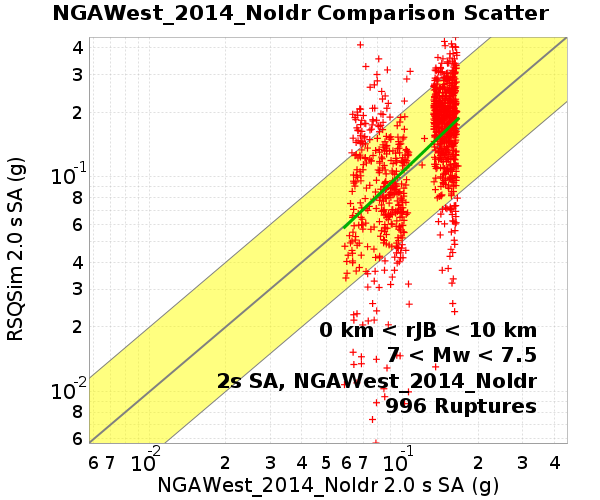 NGAWest_2014_NoIdr Comparison Scatter
RSQSim 2.0 s SA (g)
4
3
2
10-1
8
6
4
3
2
10-2
8
6
0 km < rJB < 10 km
7 < Mw < 7.5
2s SA, NGAWest_2014_NoIdr
996 Ruptures
6 7 10-2 2 3 4 5 6 7 10-1 2 3 4
NGAWest_2014_NoIdr 2.0 s SA (g)